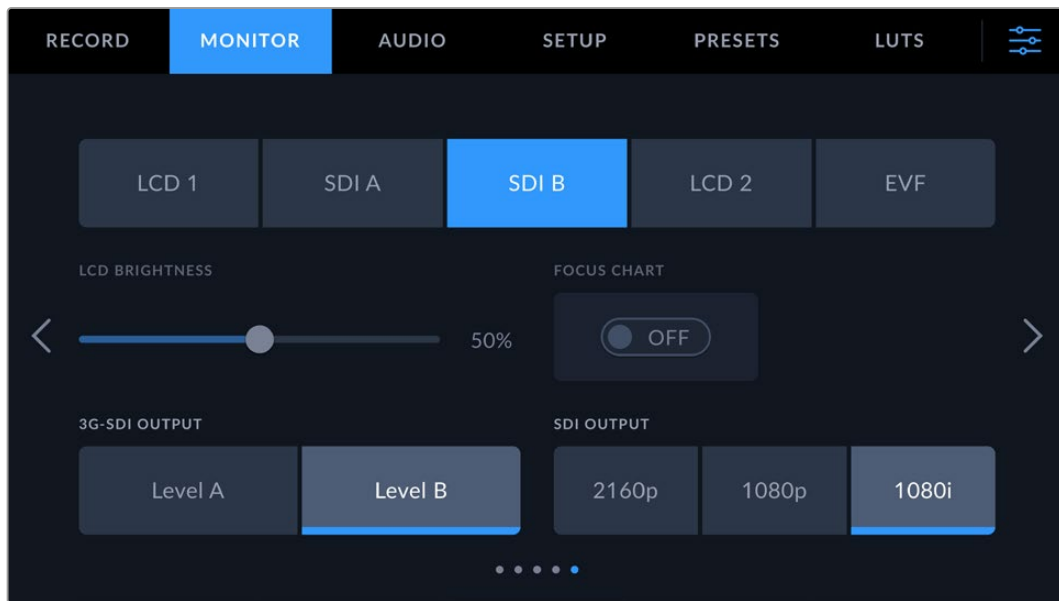 RECORD MONITOR AUDIO SETUP PRESETS LUTS
LCD 1 SDI A SDI B LCD 2 EVF
LCD BRIGHTNESS FOCUS CHART
50% OFF
3G-SDI OUTPUT SDI OUTPUT
Level A Level B 2160p 1080p 1080i